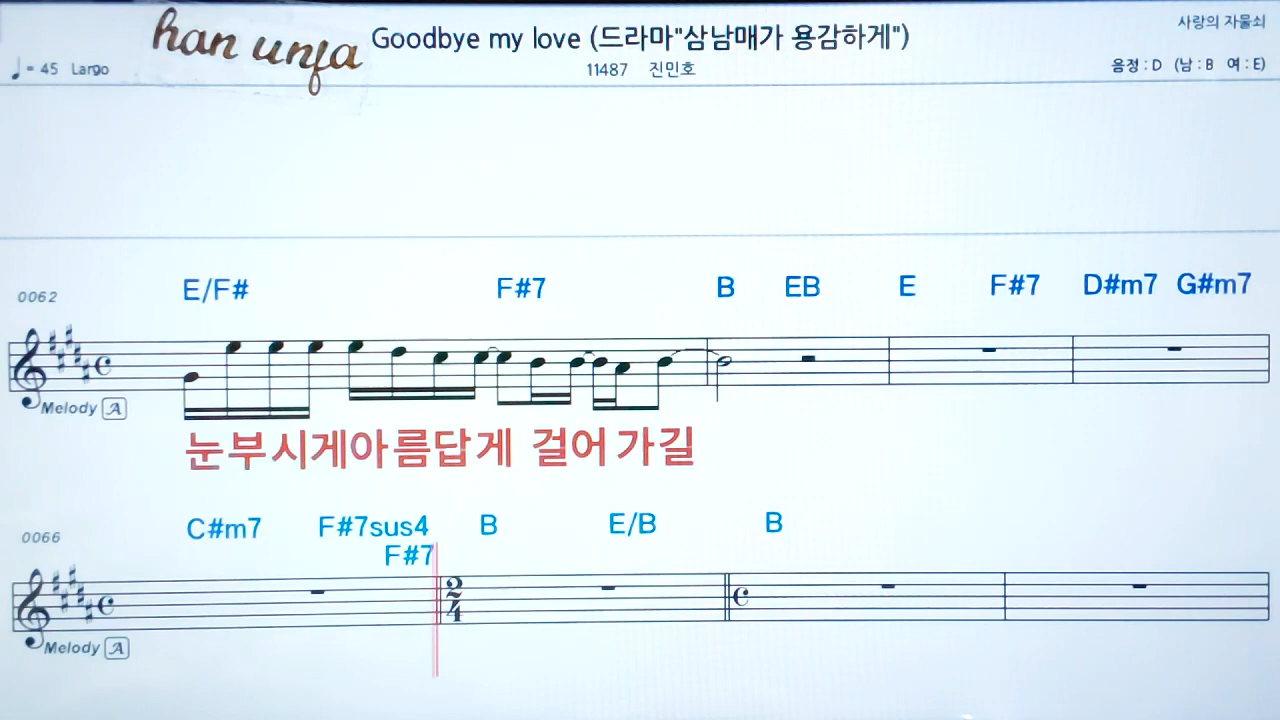 han unfa
Goodbye my love (드라마"삼남매가 용감하게")
사랑의 자물쇠
♩= 45 Largo
11487 진민호
음정 : D (남 : B 여 : E)
0062
E/F# F#7 B EB E F#7 D#m7 G#m7
Melody A
눈부시게아름답게 걸어가길
0066
C#m7 F#7sus4 B E/B B
F#7
2
4
Melody A